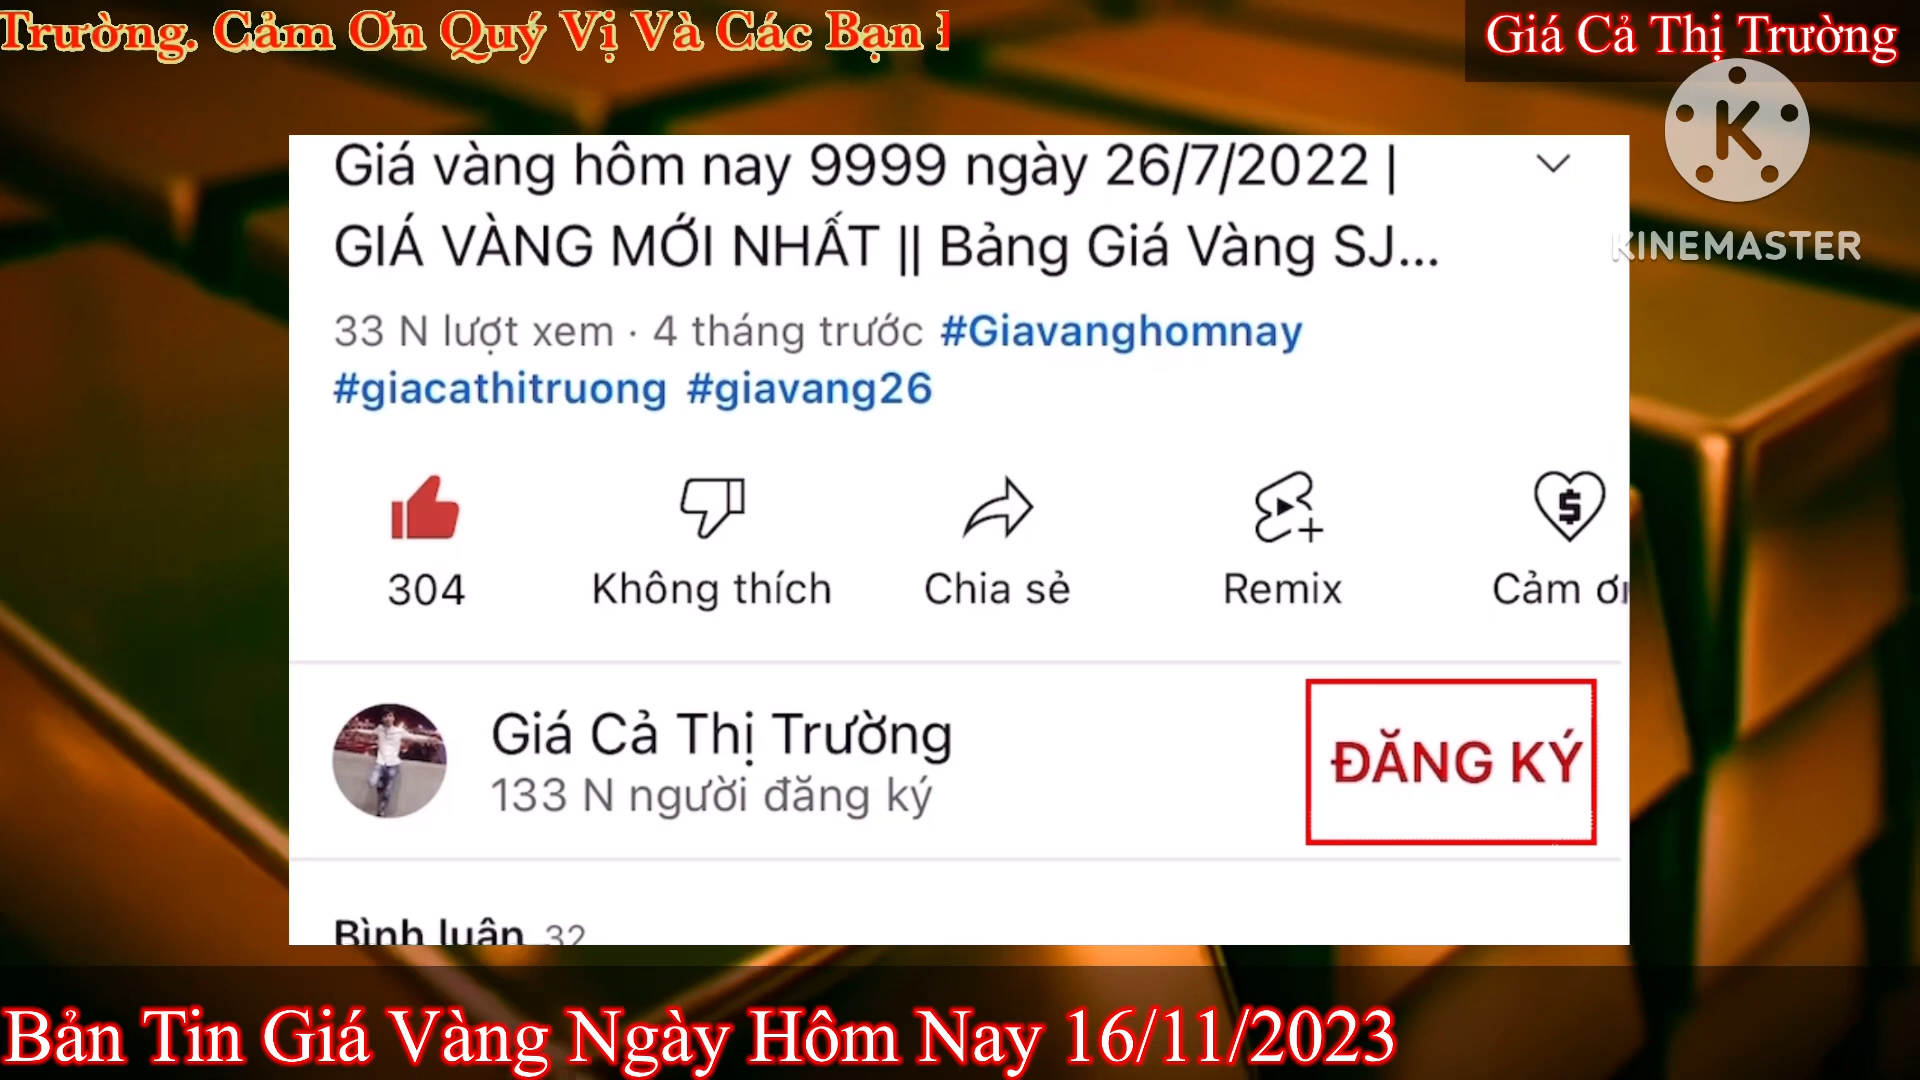 Trường. Cảm Ơn Quý Vị Và Các Bạn
Giá Cả Thị Trường
K
KINEMASTER
Giá vàng hôm nay 9999 ngày 26/7/2022 |
GIÁ VÀNG MỚI NHẤT || Bảng Giá Vàng SJ...
33 N lượt xem · 4 tháng trước #Giavanghomnay
#giacathitruong #giavang26
304
Không thích
Chia sẻ
Remix
Cảm ơn
Giá Cả Thị Trường
133 N người đăng ký
ĐĂNG KÝ
Bình luận 32
Bản Tin Giá Vàng Ngày Hôm Nay 16/11/2023